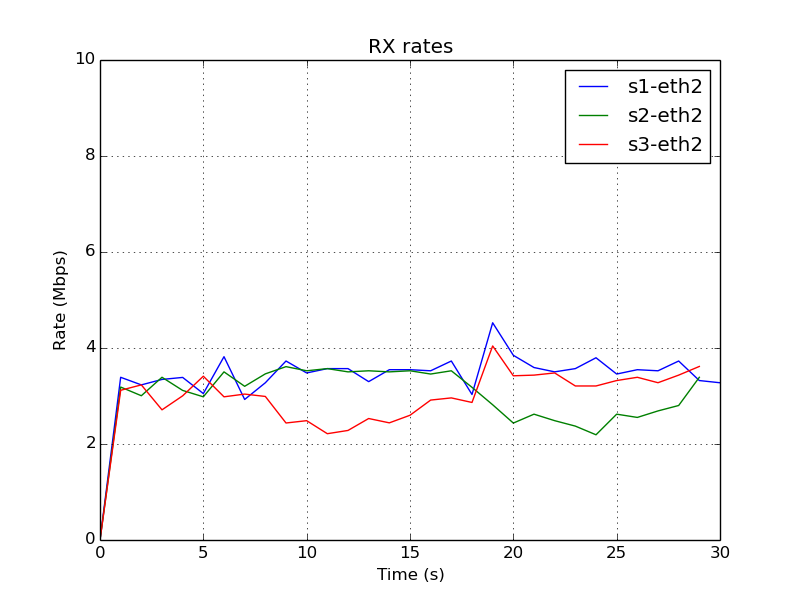 RX rates
10
8
6
4
2
0
Rate (Mbps)
s1-eth2
s2-eth2
s3-eth2
0 5 10 15 20 25 30
Time (s)